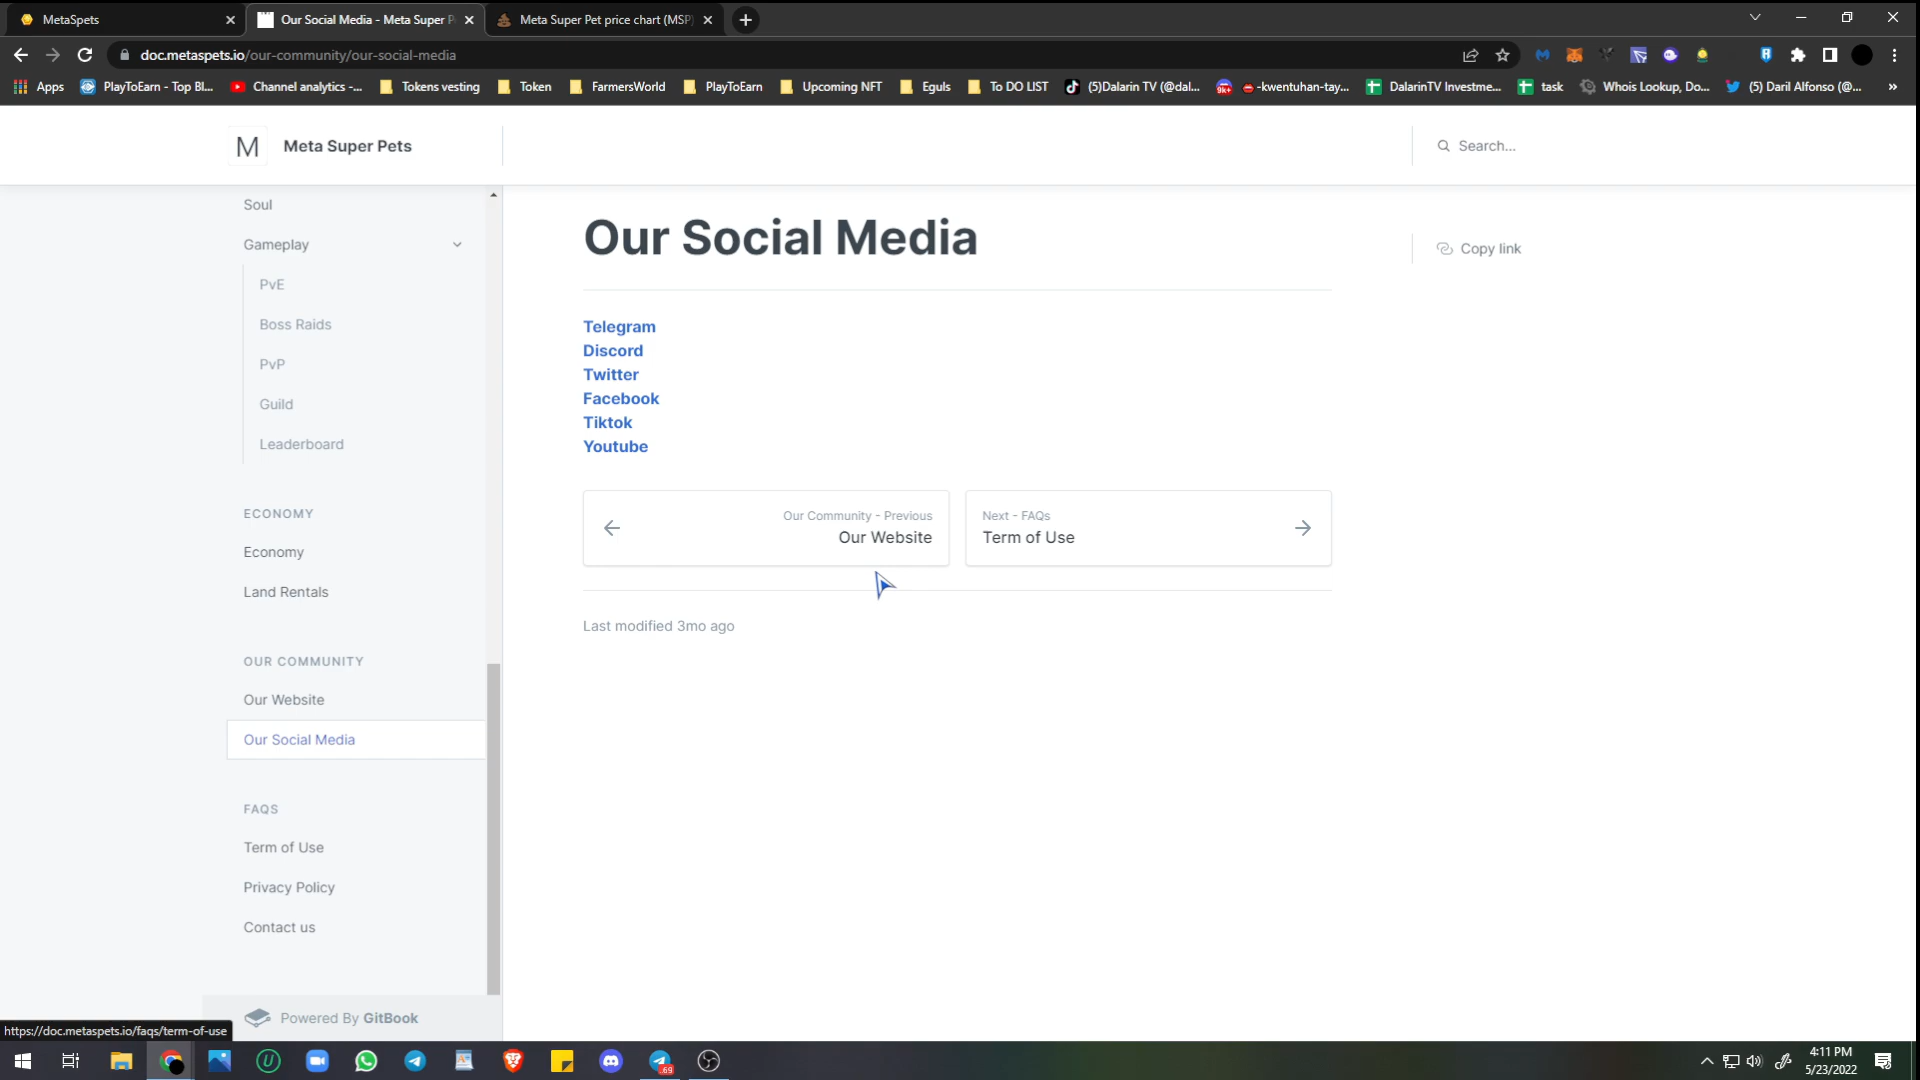 MetaSpets
Our Social Media - Meta Super P
Meta Super Pet price chart (MSP
doc.metaspets.io/our-community/our-social-media
Apps
PlayToEarn - Top Bl...
Channel analytics -...
Tokens vesting
Token
FarmersWorld
PlayToEarn
Upcoming NFT
Eguls
To DO LIST
(5)Dalarin TV (@dal...
9k+
-kwentuhan-tay...
DalarinTV Investme...
task
Whois Lookup, Do...
(5) Daril Alfonso (@...
»
M
Meta Super Pets
Search...
Soul
Gameplay
PvE
Boss Raids
PvP
Guild
Leaderboard
ECONOMY
Economy
Land Rentals
OUR COMMUNITY
Our Website
Our Social Media
FAQS
Term of Use
Privacy Policy
Contact us
Powered By GitBook
Our Social Media
Copy link
Telegram
Discord
Twitter
Facebook
Tiktok
Youtube
Our Community - Previous
Our Website
Next - FAQs
Term of Use
Last modified 3mo ago
https://doc.metaspets.io/faqs/term-of-use
.69
4:11 PM
5/23/2022